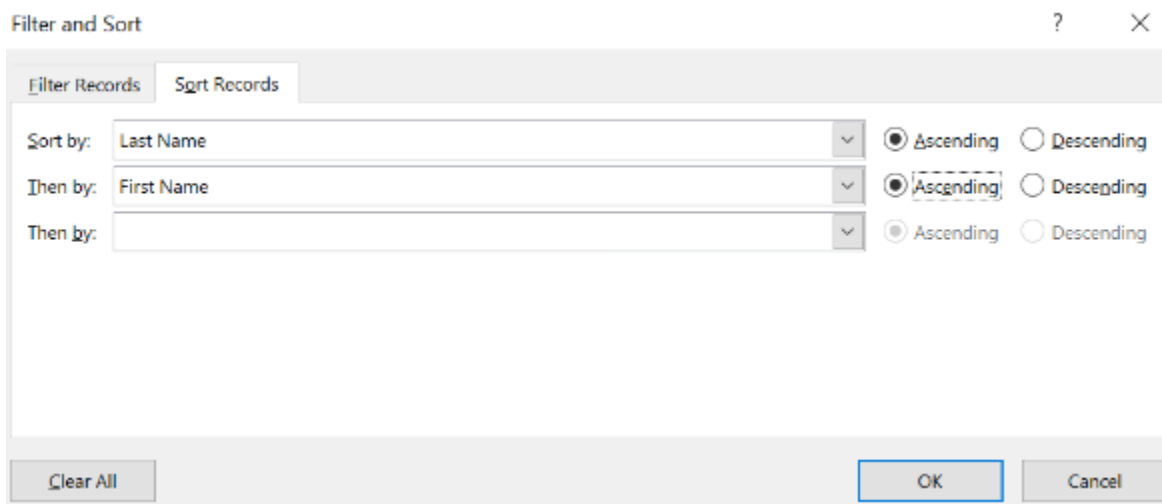 Filter and Sort ?
Filter Records Sort Records
Sort by: Last Name Ascending Descending
Then by: First Name Ascending Descending
Then by: Ascending Descending
Clear All OK Cancel